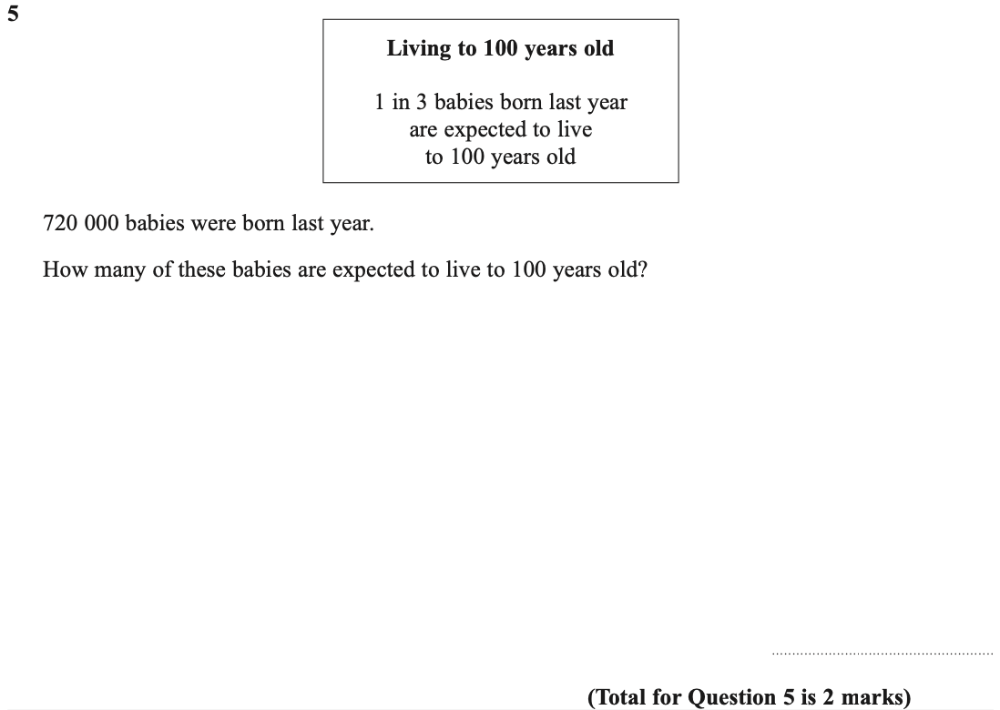 5
Living to 100 years old
1 in 3 babies born last year
are expected to live
to 100 years old
720 000 babies were born last year.
How many of these babies are expected to live to 100 years old?
(Total for Question 5 is 2 marks)